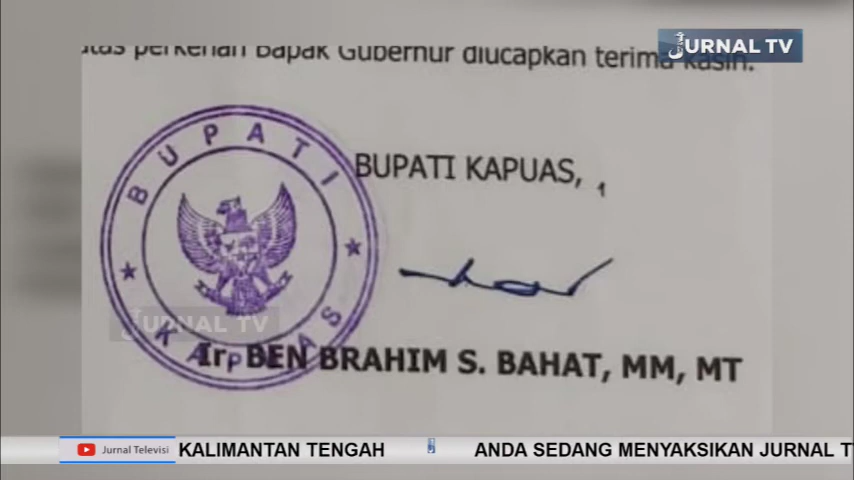 JURNAL TV
atas perkenan Bapak Gubernur diucapkan terima kasih.
BUPATI KAPUAS,
BUPATI
KAPUAS
JURNAL TV
Ir. BEN BRAHIM S. BAHAT, MM, MT
Jurnal Televisi KALIMANTAN TENGAH ANDA SEDANG MENYAKSIKAN JURNAL T